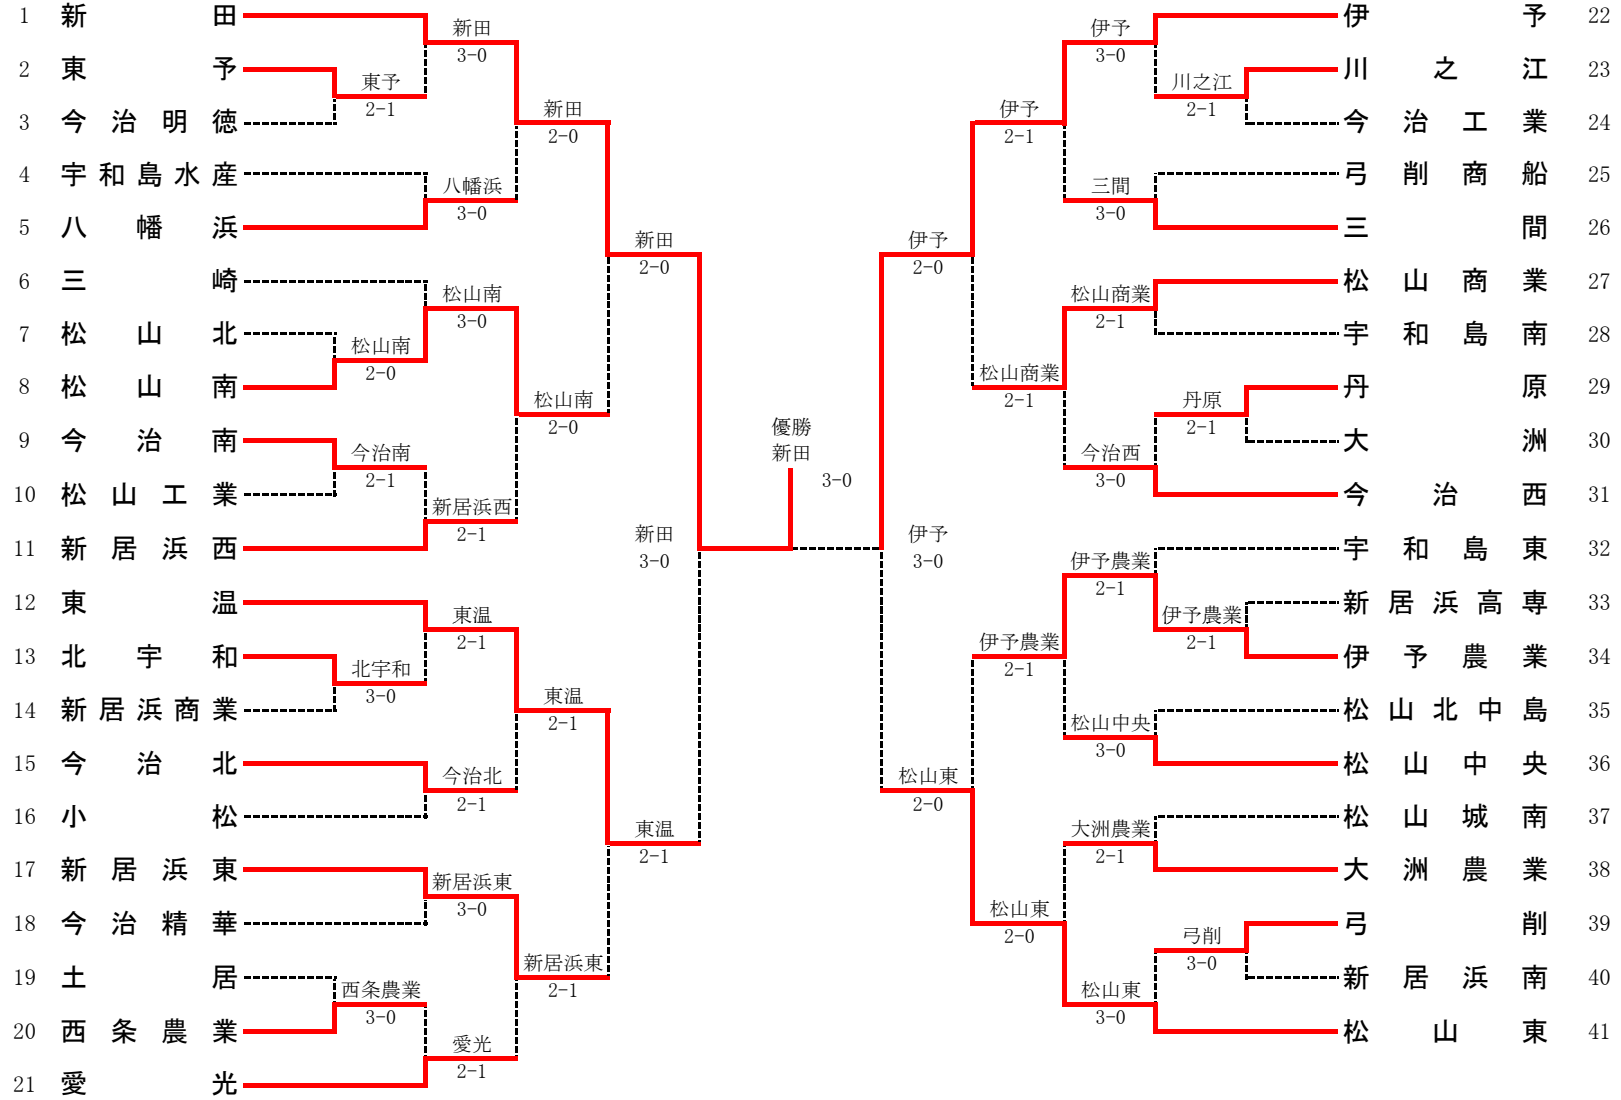 1 新田
2 東予
3 今治明徳
4 宇和島水産
5 八幡浜
6 三崎
7 松山北
8 松山南
9 今治南
10 松山工業
11 新居浜西
12 東温
13 北宇和
14 新居浜商業
15 今治北
16 小松
17 新居浜東
18 今治精華
19 土居
20 西条農業
21 愛光
東予
2-1
松山南
2-0
今治南
2-1
北宇和
3-0
西条農業
3-0
新田
3-0
八幡浜
3-0
松山南
3-0
新居浜西
2-1
東温
2-1
今治北
2-1
新居浜東
3-0
愛光
2-1
新田
2-0
松山南
2-0
東温
2-1
新居浜東
2-1
新田
2-0
新田
3-0
東温
2-1
優勝
新田
3-0
伊予
2-0
伊予
3-0
松山東
2-0
伊予
2-1
松山商業
2-1
伊予農業
2-1
松山東
2-0
伊予
3-0
三間
3-0
松山商業
2-1
今治西
3-0
伊予農業
2-1
松山中央
3-0
大洲農業
2-1
松山東
3-0
川之江
2-1
丹原
2-1
伊予農業
2-1
弓削
3-0
伊予 22
川之江 23
今治工業 24
弓削商船 25
三間 26
松山商業 27
宇和島南 28
丹原 29
大洲 30
今治西 31
宇和島東 32
新居浜高専 33
伊予農業 34
松山北中島 35
松山中央 36
松山城南 37
大洲農業 38
弓削 39
新居浜南 40
松山東 41